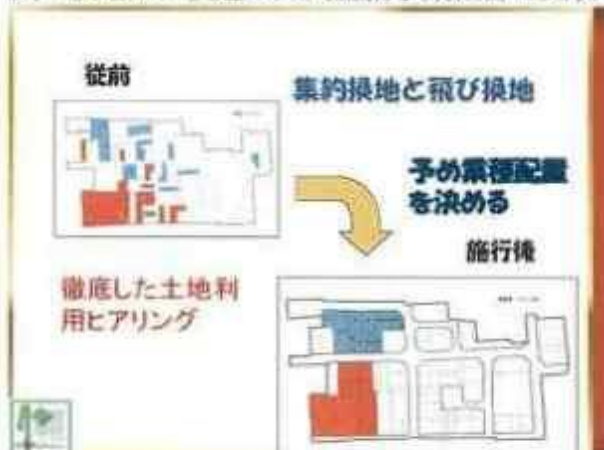 従前
集約換地と飛び換地
予め業種配置
を決める
施行後
徹底した土地利
用ヒアリング